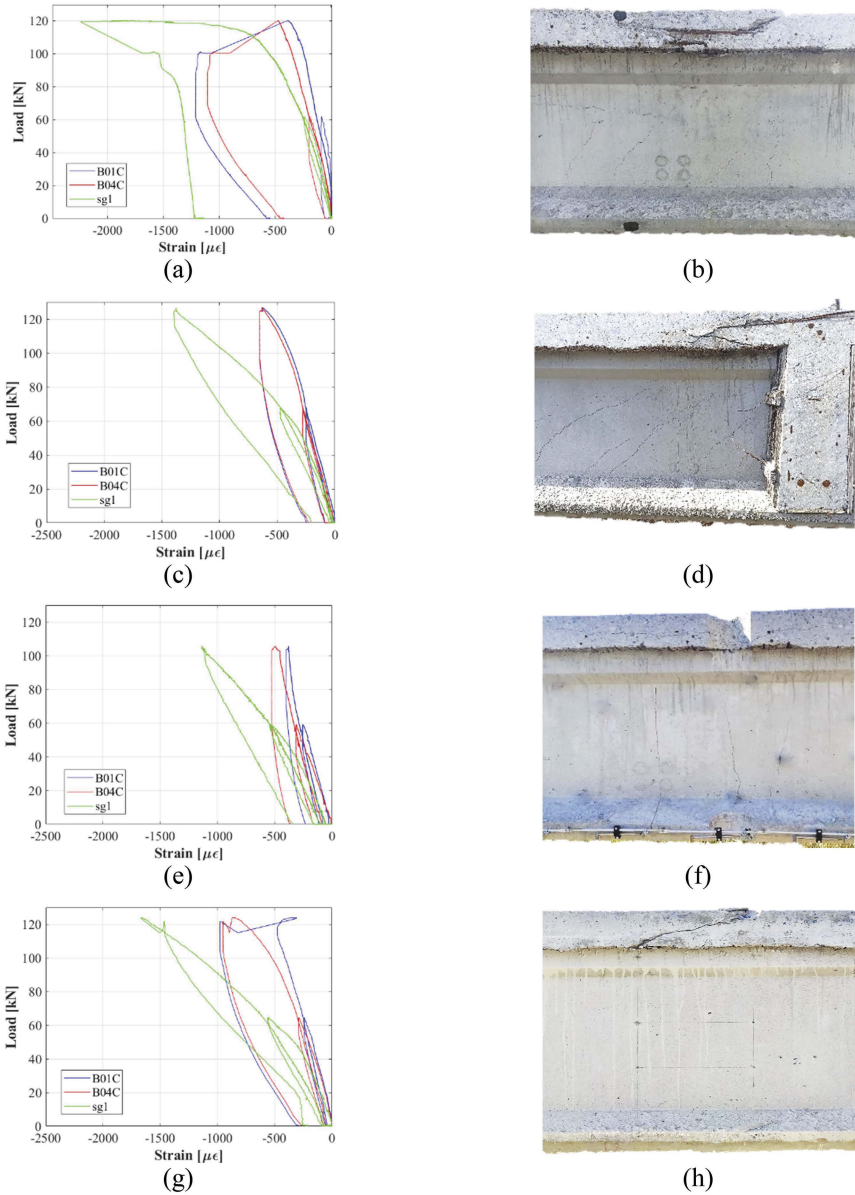 120
100
80
60
40
20
0
Load [kN]
B01C
B04C
sg1
-2000 -1500 -1000 -500 0
Strain [με]
(a)
(b)
120
100
80
60
40
20
0
Load [kN]
B01C
B04C
sg1
-2500 -2000 -1500 -1000 -500 0
Strain [με]
(c)
(d)
120
100
80
60
40
20
0
Load [kN]
B01C
B04C
sg1
-2500 -2000 -1500 -1000 -500 0
Strain [με]
(e)
(f)
120
100
80
60
40
20
0
Load [kN]
B01C
B04C
sg1
-2500 -2000 -1500 -1000 -500 0
Strain [με]
(g)
(h)